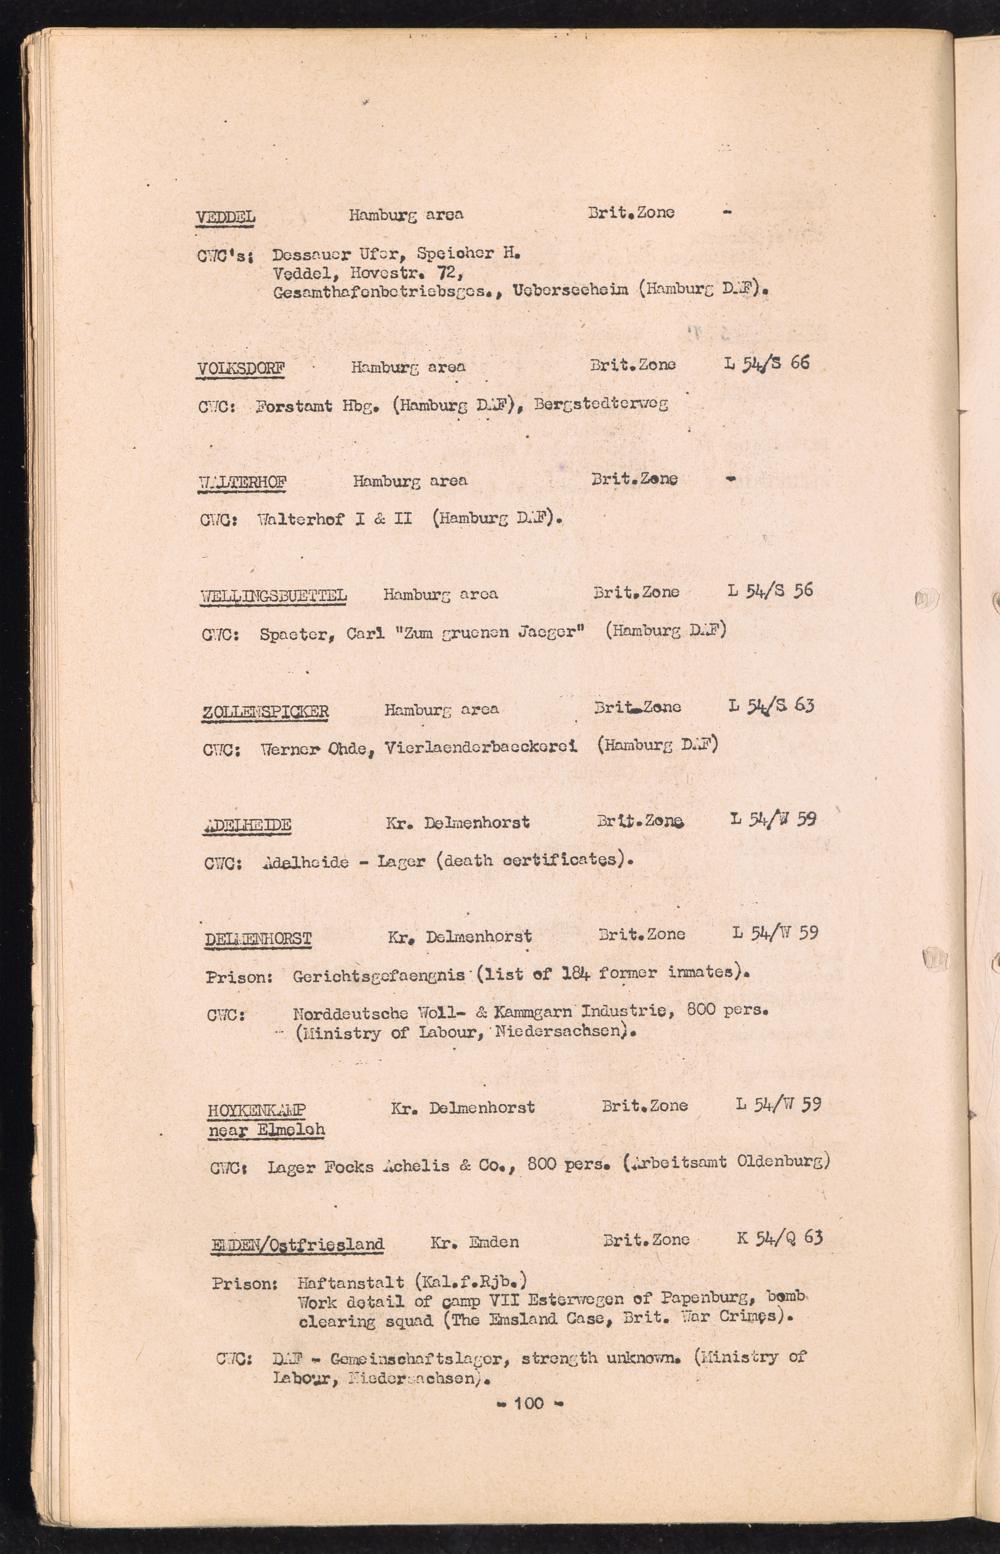 VEDDEL Hamburg area Brit.Zone -
CWC's: Dessauer Ufer, Speicher H.
Veddel, Hovestr. 72,
Gesamthafenbetriebsges., Ueberseeheim (Hamburg DAF).
VOLKSDORF Hamburg area Brit.Zone L 54/S 66
CWC: Forstamt Hbg. (Hamburg DAF), Bergstedterweg
WALTERHOF Hamburg area Brit.Zone -
CWC: Walterhof I & II (Hamburg DAF).
WELLINGSBUETTEL Hamburg area Brit.Zone L 54/S 56
CWC: Spaeter, Carl "Zum gruenen Jaeger" (Hamburg DAF)
ZOLLENSPICKER Hamburg area Brit.Zone L 54/S 63
CWC: Werner Ohde, Vierlaenderbaeckerei (Hamburg DAF)
ADELHEIDE Kr. Delmenhorst Brit.Zone L 54/W 59
CWC: Adelheide - Lager (death certificates).
DELMENHORST Kr. Delmenhorst Brit.Zone L 54/W 59
Prison: Gerichtsgefaengnis (list of 184 former inmates).
CWC: Norddeutsche Woll- & Kammgarn Industrie, 800 pers.
(Ministry of Labour, Niedersachsen).
HOYKENKAMP Kr. Delmenhorst Brit.Zone L 54/W 59
near Elmeloh
CWC: Lager Focks Achelis & Co., 800 pers. (Arbeitsamt Oldenburg)
EMDEN/Ostfriesland Kr. Emden Brit.Zone K 54/Q 63
Prison: Haftanstalt (Kal.f.Rjb.)
Work detail of camp VII Esterwegen of Papenburg, bomb
clearing squad (The Emsland Case, Brit. War Crimes).
CWC: DAF - Gemeinschaftslager, strength unknown. (Ministry of
Labour, Niedersachsen).
- 100 -